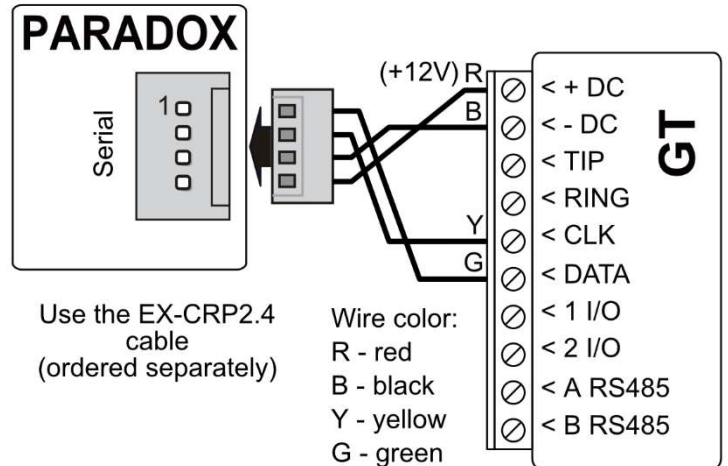 PARADOX
Serial
1
(+12V) R
B
Y
G
< + DC
< - DC
< TIP
< RING
< CLK
< DATA
< 1 I/O
< 2 I/O
< A RS485
< B RS485
GT
Use the EX-CRP2.4
cable
(ordered separately)
Wire color:
R - red
B - black
Y - yellow
G - green